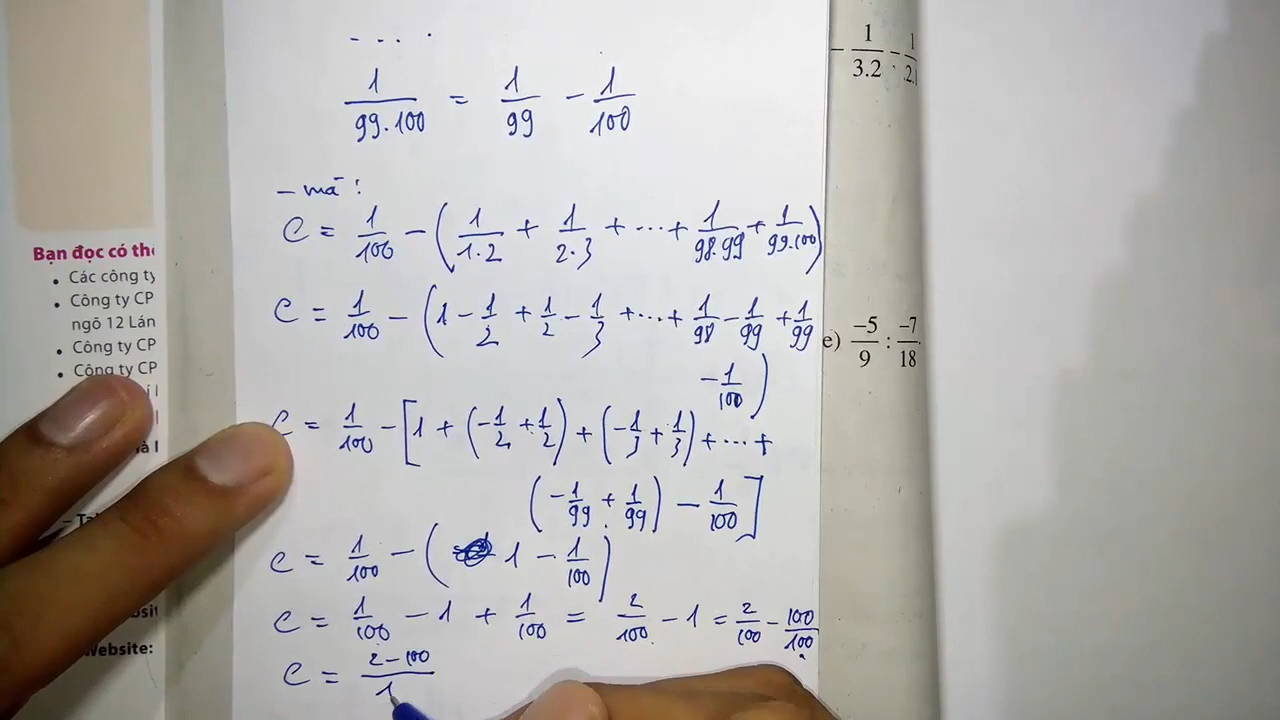 ....
1/99.100 = 1/99 - 1/100
- mà :
C = 1/100 - (1/1.2 + 1/2.3 + ... + 1/98.99 + 1/99.100)
C = 1/100 - (1 - 1/2 + 1/2 - 1/3 + ... + 1/98 - 1/99 + 1/99
- 1/100)
C = 1/100 - [1 + (-1/2 + 1/2) + (-1/3 + 1/3) + ... +
(-1/99 + 1/99) - 1/100]
C = 1/100 - (1 - 1/100)
C = 1/100 - 1 + 1/100 = 2/100 - 1 = 2/100 - 100/100
C = 2 - 100/1
Bạn đọc có thể
• Các công ty
• Công ty CP
ngõ 12 Lán
• Công ty CP
• Công ty CP
Website:
- 1/3.2 - 1/2.
e) -5/9 : -7/18